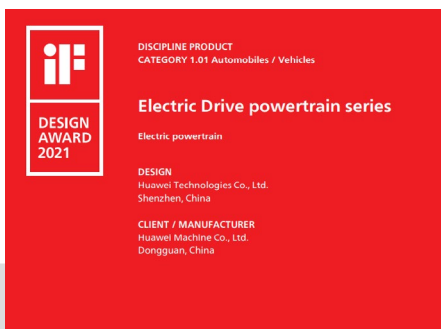 iF
DESIGN
AWARD
2021
DISCIPLINE PRODUCT
CATEGORY 1.01 Automobiles / Vehicles
Electric Drive powertrain series
Electric powertrain
DESIGN
Huawei Technologies Co., Ltd.
Shenzhen, China
CLIENT / MANUFACTURER
Huawei Machine Co., Ltd.
Dongguan, China